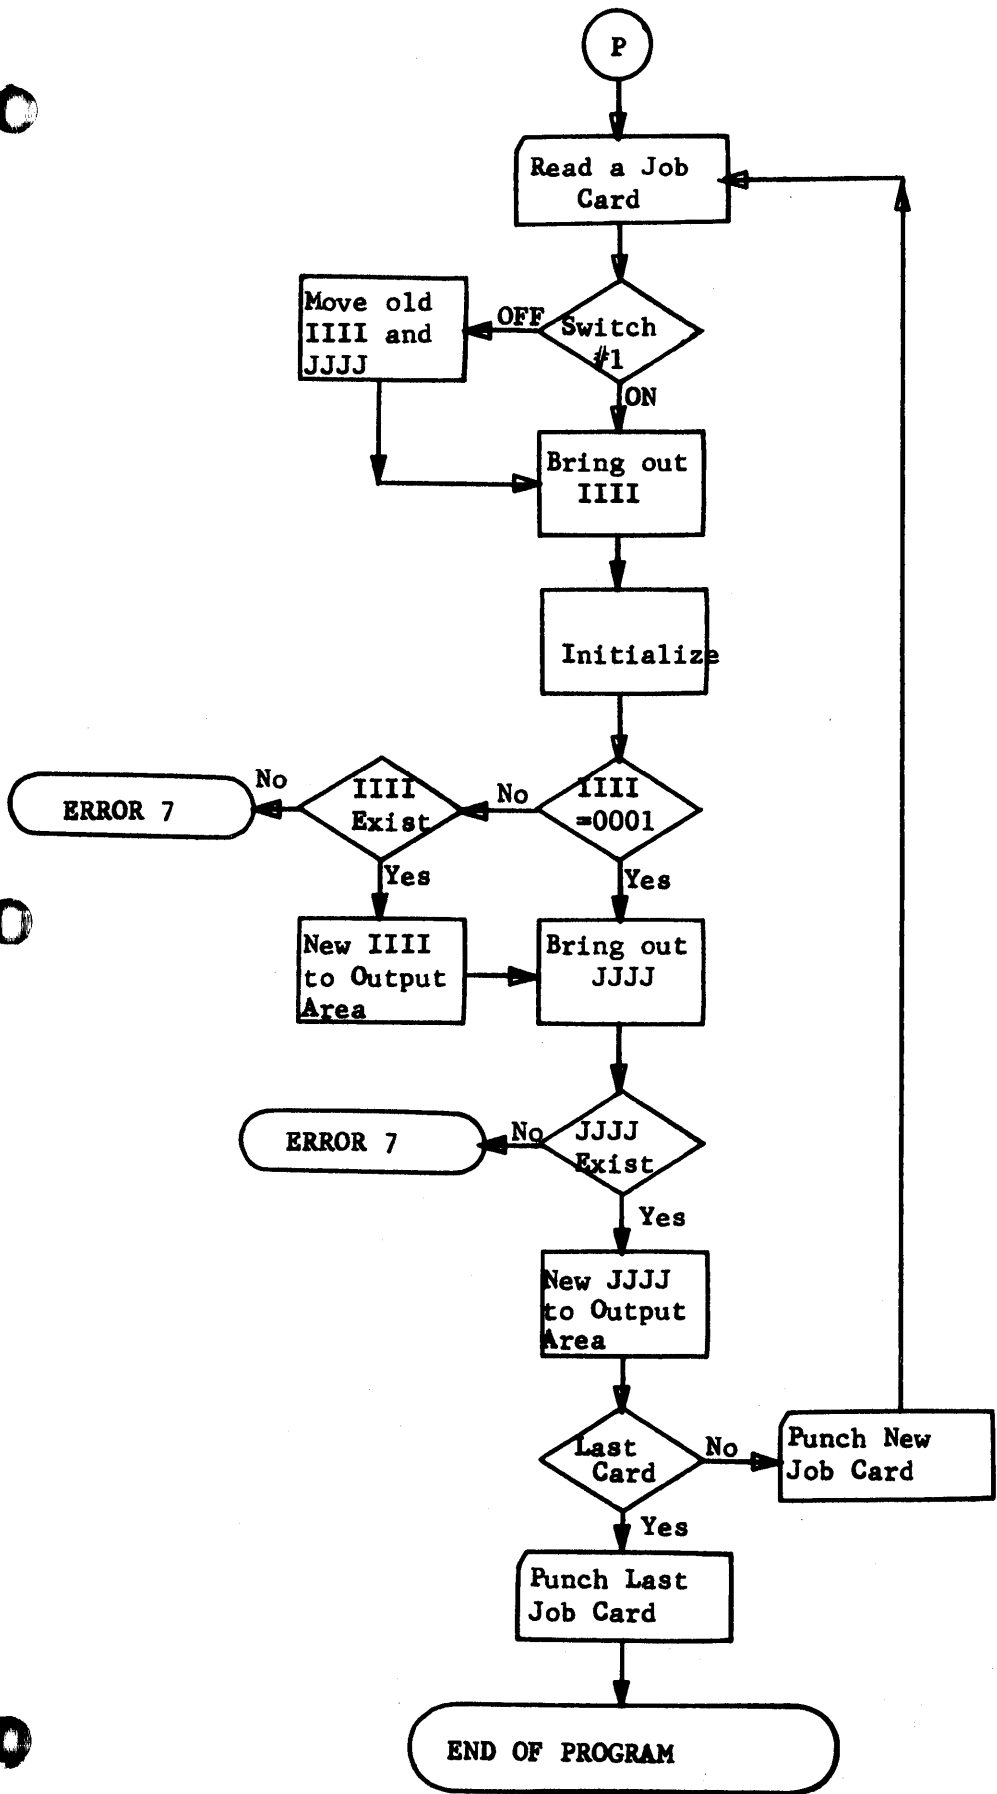 P
Read a Job
Card
Move old
IIII and
JJJJ
OFF
Switch
#1
ON
Bring out
IIII
Initialize
No
ERROR 7
IIII
Exist
No
IIII
=0001
Yes
Yes
New IIII
to Output
Area
Bring out
JJJJ
ERROR 7
No
JJJJ
Exist
Yes
New JJJJ
to Output
Area
Last
Card
No
Punch New
Job Card
Yes
Punch Last
Job Card
END OF PROGRAM